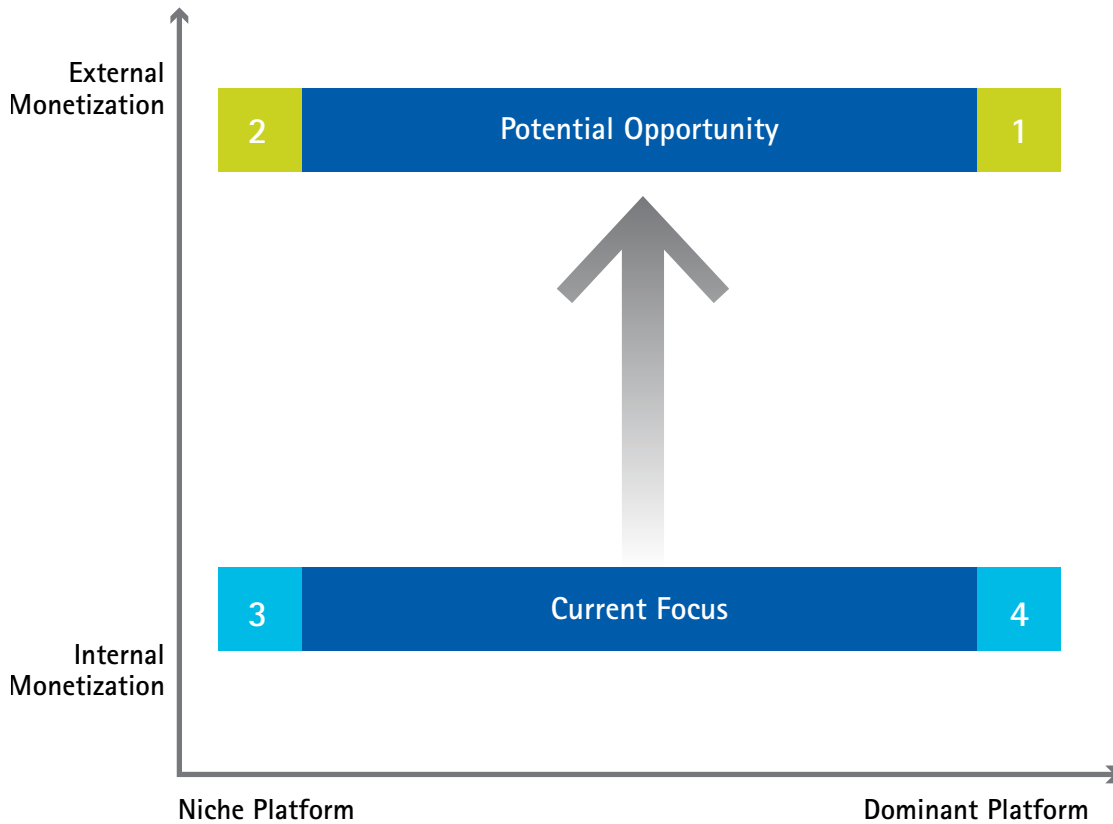 External
Monetization
2
Potential Opportunity
1
3
Current Focus
4
Internal
Monetization
Niche Platform
Dominant Platform